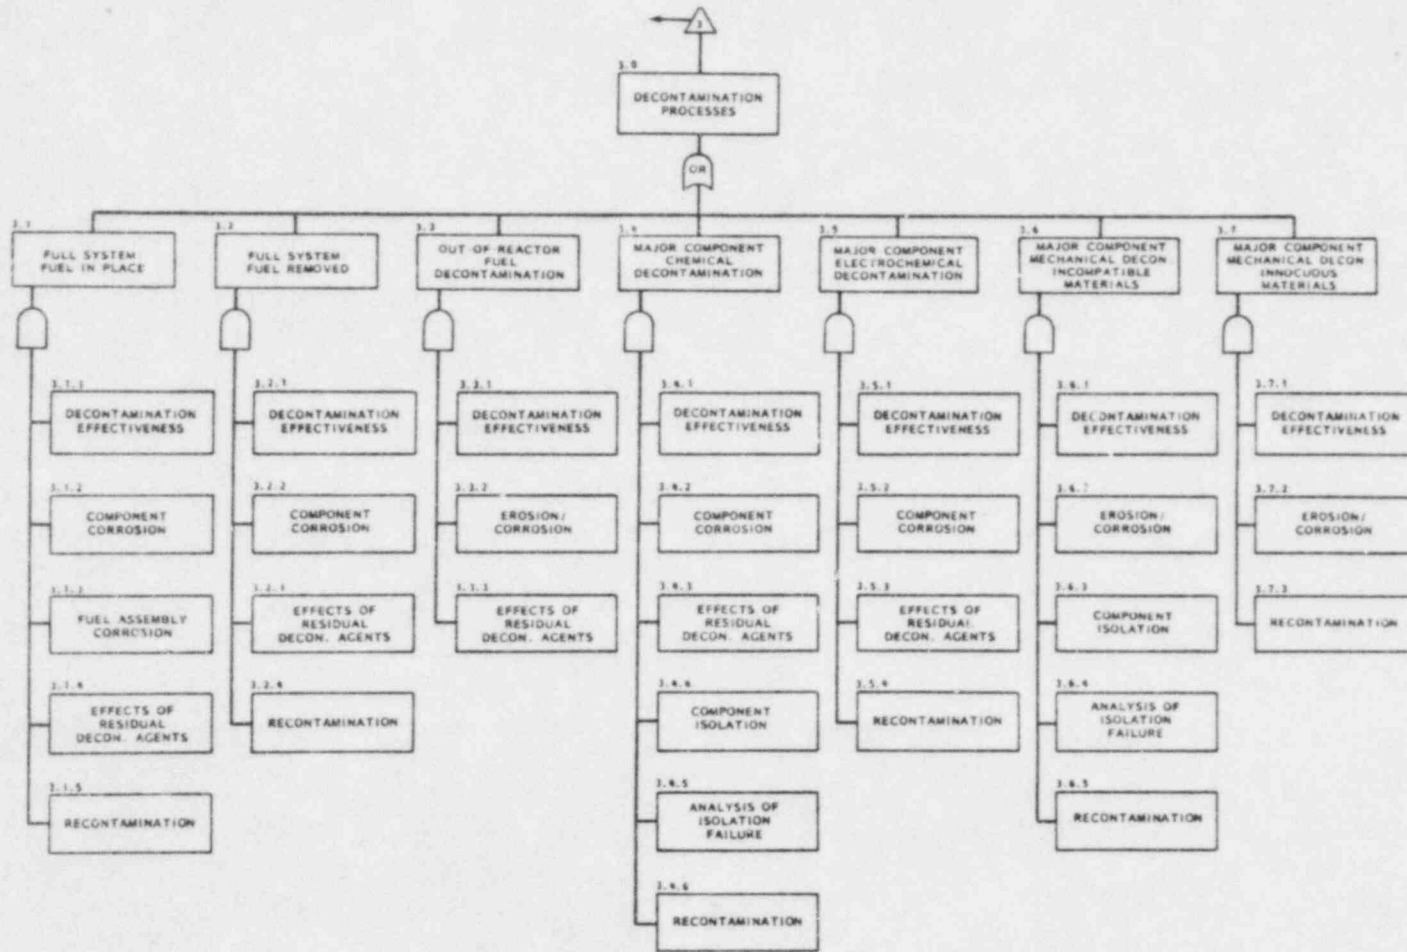 3
3.0
DECONTAMINATION
PROCESSES
OR
3.1
FULL SYSTEM
FUEL IN PLACE
3.2
FULL SYSTEM
FUEL REMOVED
3.3
OUT-OF-REACTOR
FUEL
DECONTAMINATION
3.4
MAJOR COMPONENT
CHEMICAL
DECONTAMINATION
3.5
MAJOR COMPONENT
ELECTROCHEMICAL
DECONTAMINATION
3.6
MAJOR COMPONENT
MECHANICAL DECON
INCOMPATIBLE
MATERIALS
3.7
MAJOR COMPONENT
MECHANICAL DECON
INNOCUOUS
MATERIALS
3.1.1
DECONTAMINATION
EFFECTIVENESS
3.1.2
COMPONENT
CORROSION
3.1.3
FUEL ASSEMBLY
CORROSION
3.1.4
EFFECTS OF
RESIDUAL
DECON. AGENTS
3.1.5
RECONTAMINATION
3.2.1
DECONTAMINATION
EFFECTIVENESS
3.2.2
COMPONENT
CORROSION
3.2.3
EFFECTS OF
RESIDUAL
DECON. AGENTS
3.2.4
RECONTAMINATION
3.3.1
DECONTAMINATION
EFFECTIVENESS
3.3.2
EROSION/
CORROSION
3.3.3
EFFECTS OF
RESIDUAL
DECON. AGENTS
3.4.1
DECONTAMINATION
EFFECTIVENESS
3.4.2
COMPONENT
CORROSION
3.4.3
EFFECTS OF
RESIDUAL
DECON. AGENTS
3.4.4
COMPONENT
ISOLATION
3.4.5
ANALYSIS OF
ISOLATION
FAILURE
3.4.6
RECONTAMINATION
3.5.1
DECONTAMINATION
EFFECTIVENESS
3.5.2
COMPONENT
CORROSION
3.5.3
EFFECTS OF
RESIDUAL
DECON. AGENTS
3.5.4
RECONTAMINATION
3.6.1
DECONTAMINATION
EFFECTIVENESS
3.6.2
EROSION/
CORROSION
3.6.3
COMPONENT
ISOLATION
3.6.4
ANALYSIS OF
ISOLATION
FAILURE
3.6.5
RECONTAMINATION
3.7.1
DECONTAMINATION
EFFECTIVENESS
3.7.2
EROSION/
CORROSION
3.7.3
RECONTAMINATION